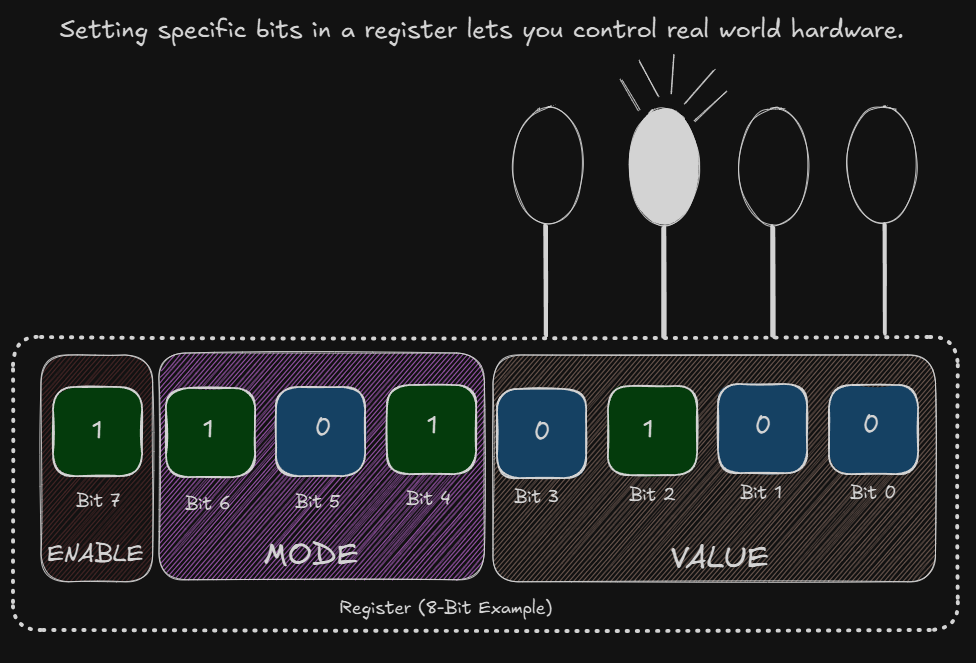 Setting specific bits in a register lets you control real world hardware.
1 1 0 1 0 1 0 0
Bit 7 Bit 6 Bit 5 Bit 4 Bit 3 Bit 2 Bit 1 Bit 0
ENABLE MODE VALUE
Register (8-Bit Example)